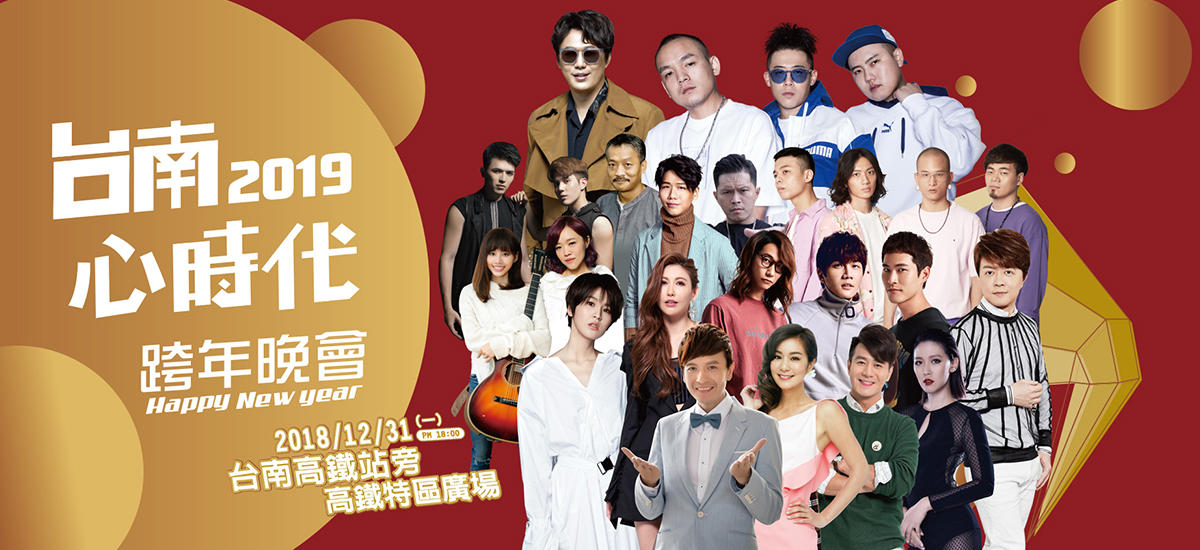 台南2019
心時代
跨年晚會
Happy New year
2018/12/31(一) PM 18:00
台南高鐵站旁
高鐵特區廣場
PUMA